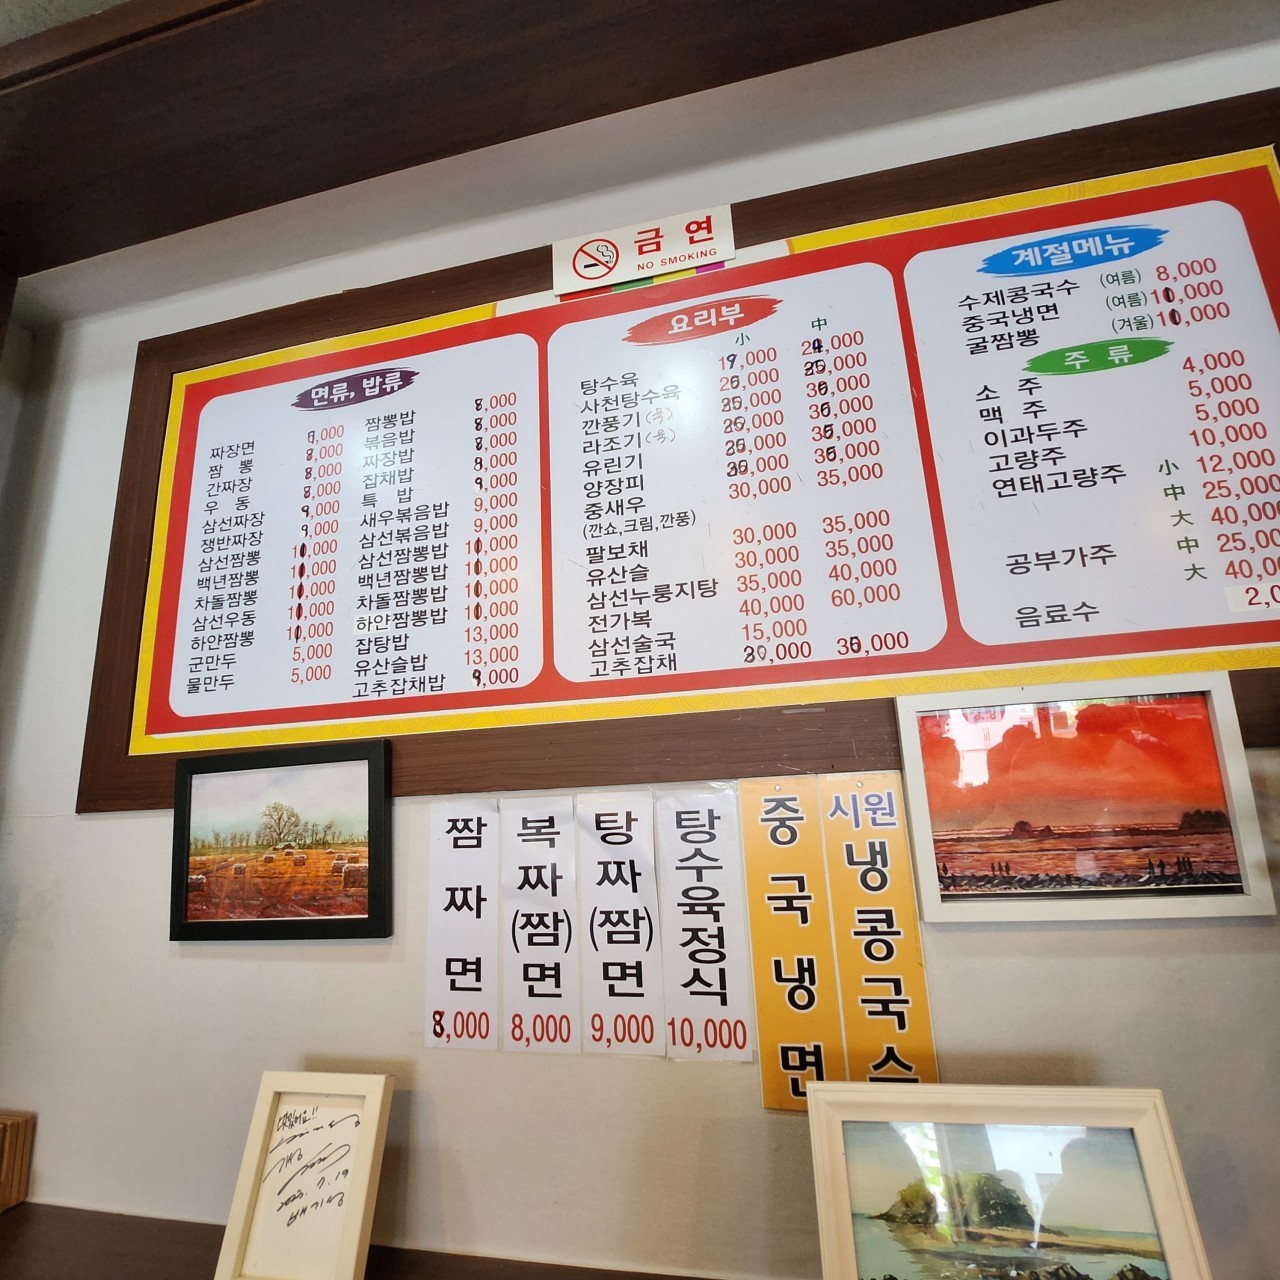 금 연
NO SMOKING
면류, 밥류
짜장면
짬 뽕 8,000
간짜장 8,000
우 동 8,000
삼선짜장 9,000
쟁반짜장 9,000
삼선짬뽕 10,000
백년짬뽕 10,000
차돌짬뽕 10,000
삼선우동 10,000
하얀짬뽕 10,000
군만두 5,000
물만두 5,000
짬뽕밥 8,000
볶음밥 8,000
짜장밥 8,000
잡채밥
특 밥 9,000
새우볶음밥 9,000
삼선볶음밥 9,000
삼선짬뽕밥 10,000
백년짬뽕밥 10,000
차돌짬뽕밥 10,000
하얀짬뽕밥 10,000
잡탕밥 13,000
유산슬밥 13,000
고추잡채밥 9,000
요리부
小 中
탕수육 19,000 24,000
사천탕수육
깐풍기
라조기
유린기
양장피
중새우 30,000 35,000
(깐쇼,크림,깐풍)
팔보채 30,000 35,000
유산슬 30,000 35,000
삼선누룽지탕 35,000 40,000
전가복 40,000 60,000
삼선술국 15,000
고추잡채
계절메뉴
수제콩국수 (여름) 8,000
중국냉면 (여름) 10,000
굴짬뽕 (겨울) 10,000
주 류
소 주 4,000
맥 주 5,000
이과두주 5,000
고량주 10,000
연태고량주 小 12,000
中 25,000
大 40,000
공부가주 中 25,00
大 40,0
음료수 2,0
짬짜면
8,000
복짜(짬)면
8,000
탕짜(짬)면
9,000
탕수육정식
10,000
중국냉면
시원
냉콩국수
맛있어요!!
2023. 7. 19
배기성